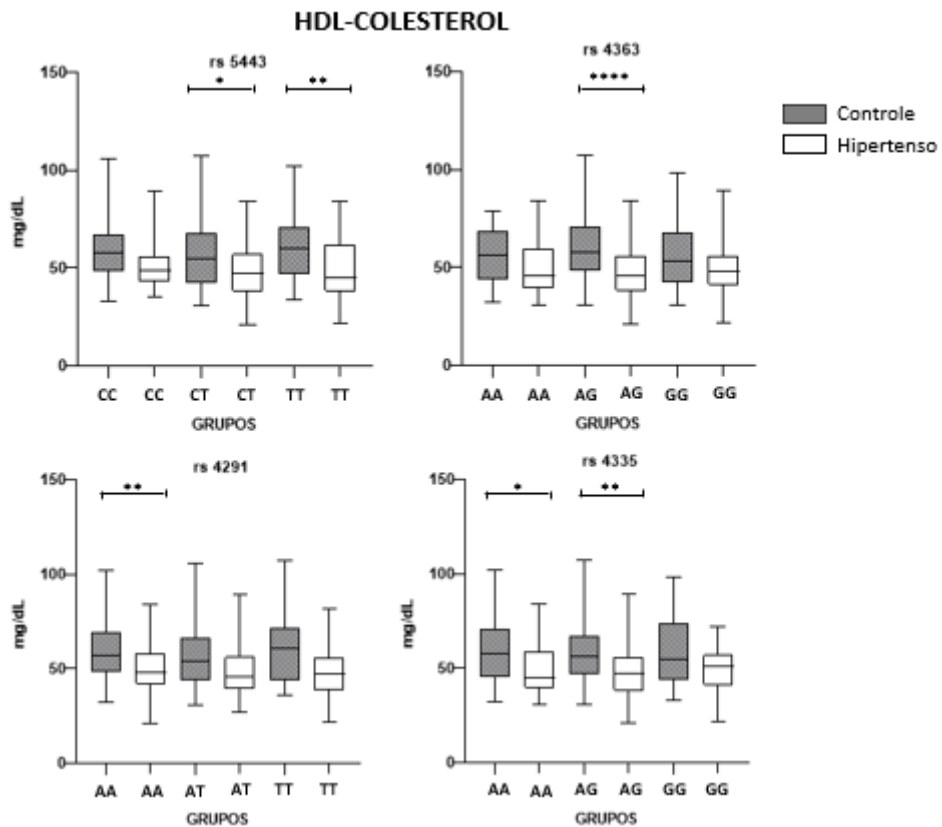 HDL-COLESTEROL
rs 5443
* **
150
100
50
0
mg/dL
CC CC CT CT TT TT
GRUPOS
rs 4363
****
150
100
50
0
AA AA AG AG GG GG
GRUPOS
Controle
Hipertenso
rs 4291
**
150
100
50
0
mg/dL
AA AA AT AT TT TT
GRUPOS
rs 4335
* **
150
100
50
0
mg/dL
AA AA AG AG GG GG
GRUPOS